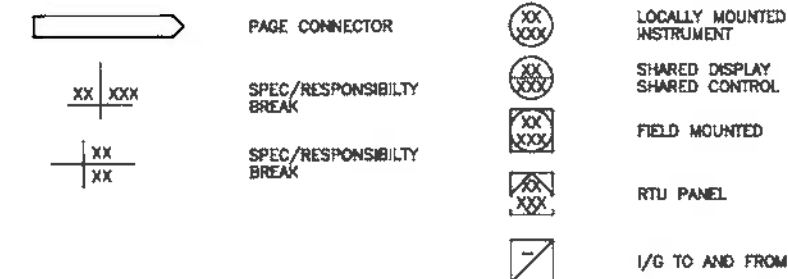 PAGE CONNECTOR
XX XXX
SPEC/RESPONSIBILTY
BREAK
XX
XX
SPEC/RESPONSIBILTY
BREAK
XX
XXX
LOCALLY MOUNTED
INSTRUMENT
XX
XXX
SHARED DISPLAY
SHARED CONTROL
XX
XXX
FIELD MOUNTED
XX
XXX
RTU PANEL
I/G TO AND FROM